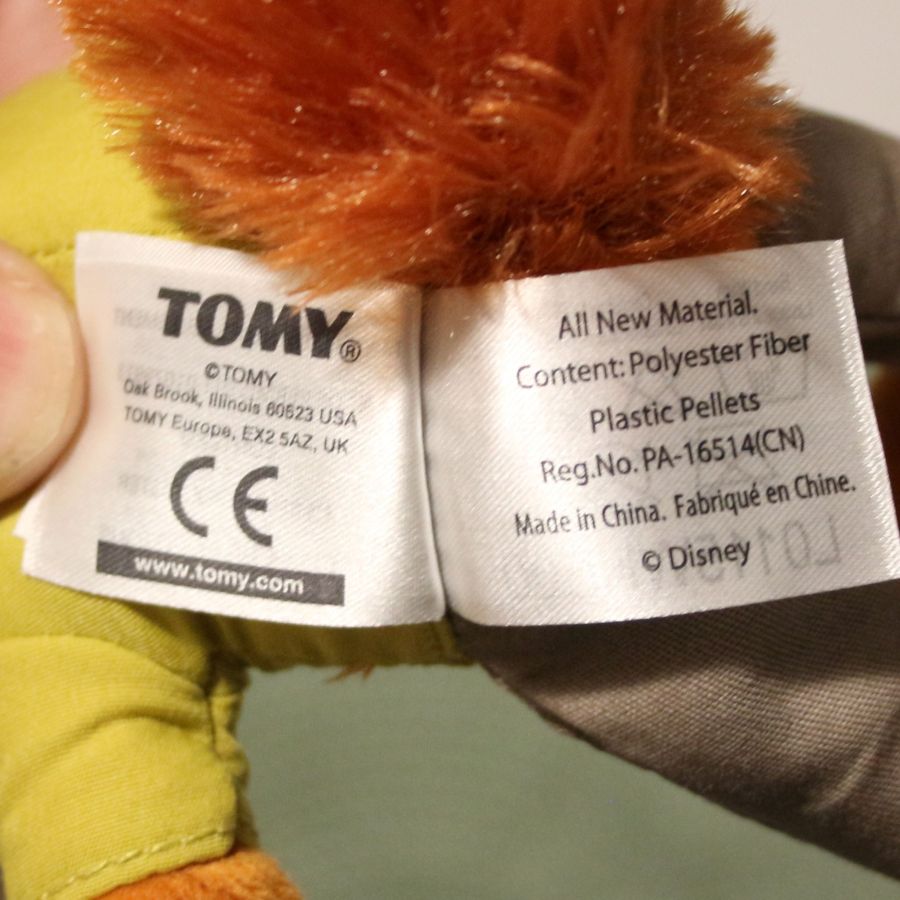 TOMY®
©TOMY
Oak Brook, Illinois 60523 USA
TOMY Europe, EX2 5AZ, UK
CE
www.tomy.com
All New Material.
Content: Polyester Fiber
Plastic Pellets
Reg.No. PA-16514(CN)
Made in China. Fabriqué en Chine.
© Disney